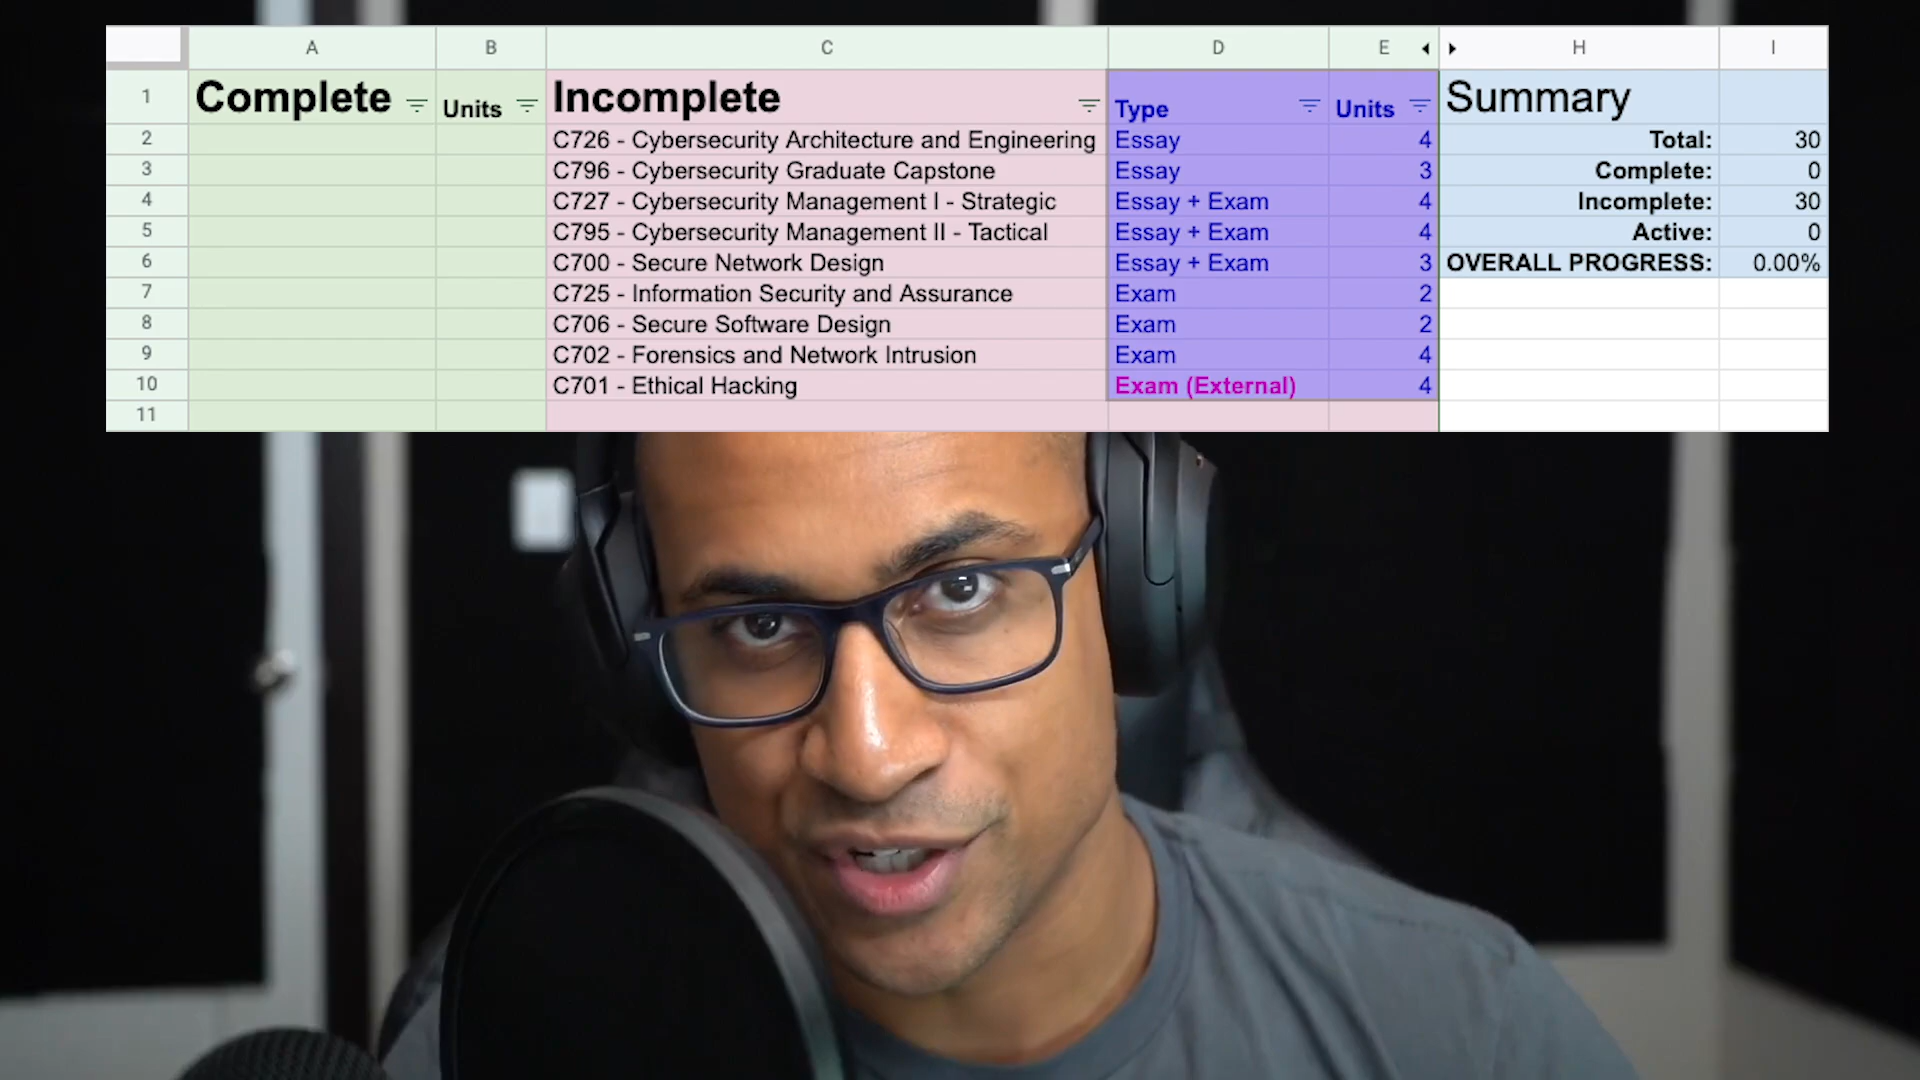 A B C D E H I
1 Complete Units Incomplete Type Units Summary
2 C726 - Cybersecurity Architecture and Engineering Essay 4 Total: 30
3 C796 - Cybersecurity Graduate Capstone Essay 3 Complete: 0
4 C727 - Cybersecurity Management I - Strategic Essay + Exam 4 Incomplete: 30
5 C795 - Cybersecurity Management II - Tactical Essay + Exam 4 Active: 0
6 C700 - Secure Network Design Essay + Exam 3 OVERALL PROGRESS: 0.00%
7 C725 - Information Security and Assurance Exam 2
8 C706 - Secure Software Design Exam 2
9 C702 - Forensics and Network Intrusion Exam 4
10 C701 - Ethical Hacking Exam (External) 4
11